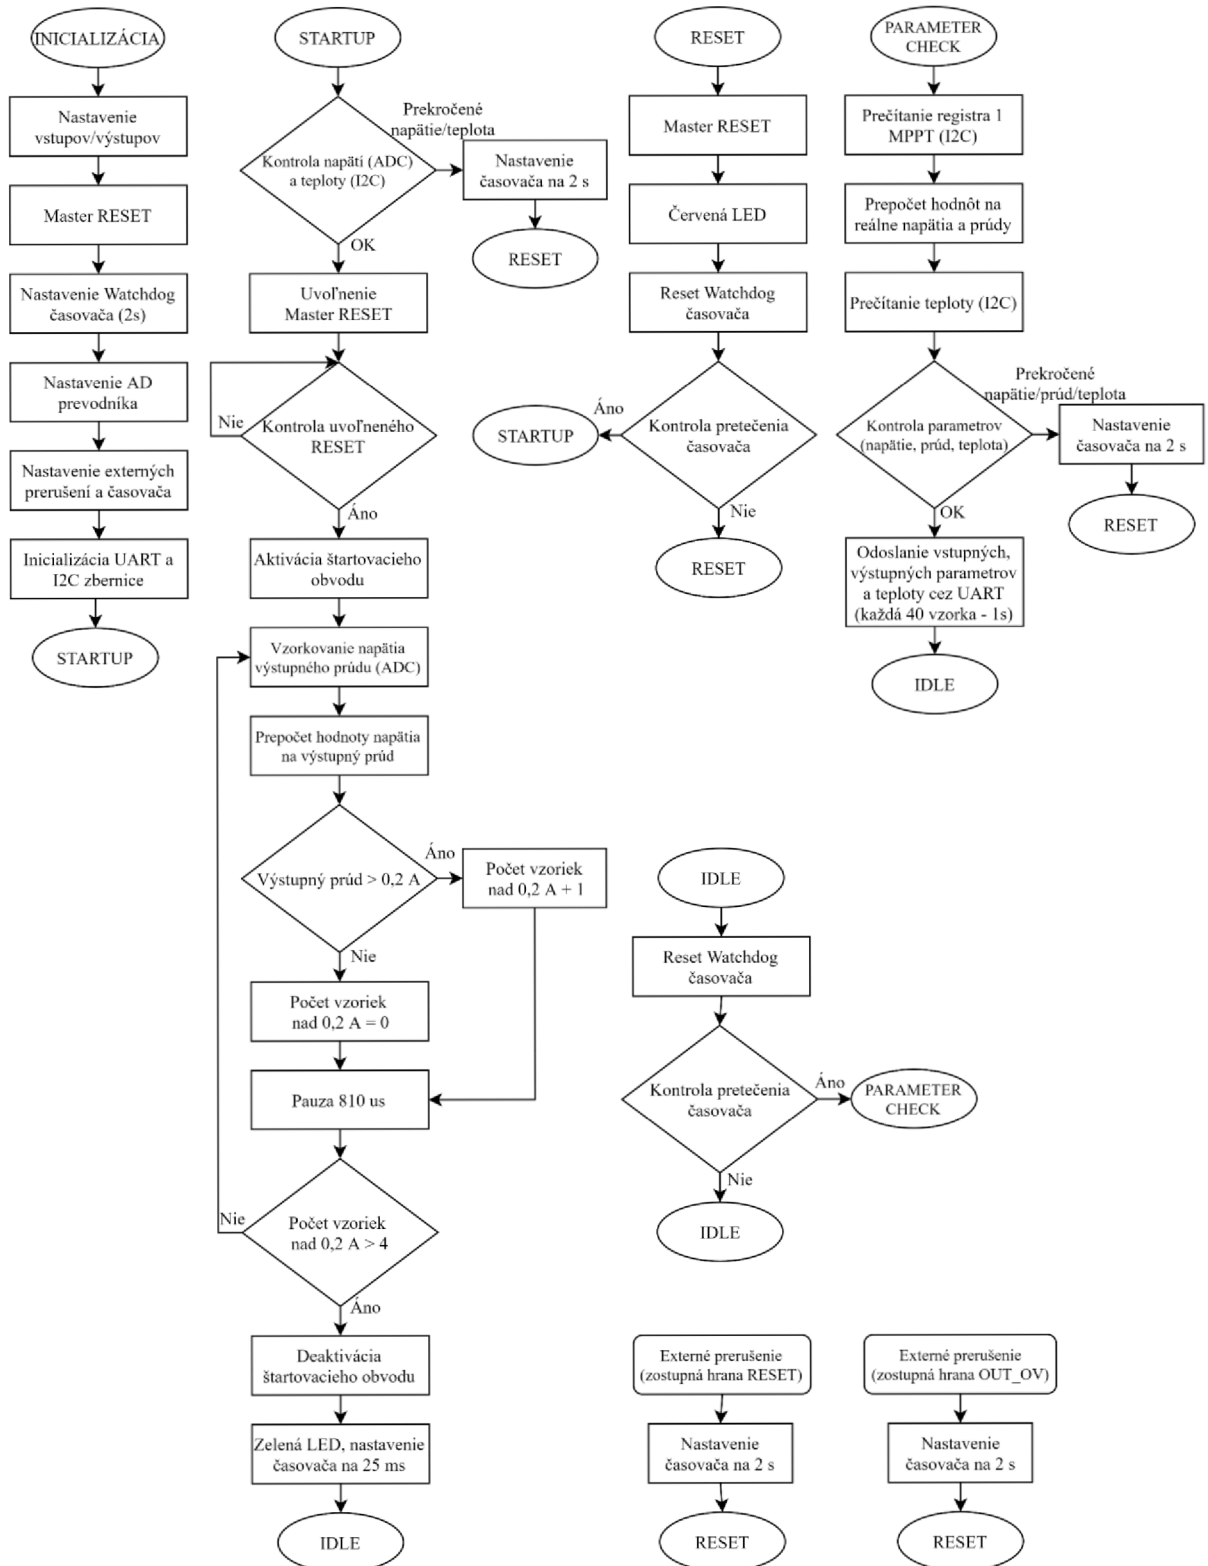 INICIALIZÁCIA
Nastavenie
vstupov/výstupov
Master RESET
Nastavenie Watchdog
časovača (2s)
Nastavenie AD
prevodníka
Nastavenie externých
prerušení a časovača
Inicializácia UART a
I2C zbernice
STARTUP
STARTUP
Kontrola napätí (ADC)
a teploty (I2C)
Prekročené
napätie/teplota
Nastavenie
časovača na 2 s
RESET
OK
Uvoľnenie
Master RESET
Kontrola uvoľneného
RESET
Nie
Áno
Aktivácia štartovacieho
obvodu
Vzorkovanie napätia
výstupného prúdu (ADC)
Prepočet hodnoty napätia
na výstupný prúd
Výstupný prúd > 0,2 A
Áno
Počet vzoriek
nad 0,2 A + 1
Nie
Počet vzoriek
nad 0,2 A = 0
Pauza 810 us
Počet vzoriek
nad 0,2 A > 4
Nie
Áno
Deaktivácia
štartovacieho obvodu
Zelená LED, nastavenie
časovača na 25 ms
IDLE
RESET
Master RESET
Červená LED
Reset Watchdog
časovača
Kontrola pretečenia
časovača
Áno
STARTUP
Nie
RESET
PARAMETER
CHECK
Prečítanie registra 1
MPPT (I2C)
Prepočet hodnôt na
reálne napätia a prúdy
Prečítanie teploty (I2C)
Kontrola parametrov
(napätie, prúd, teplota)
Prekročené
napätie/prúd/teplota
Nastavenie
časovača na 2 s
RESET
OK
Odoslanie vstupných,
výstupných parametrov
a teploty cez UART
(každá 40 vzorka - 1s)
IDLE
IDLE
Reset Watchdog
časovača
Kontrola pretečenia
časovača
Áno
PARAMETER
CHECK
Nie
IDLE
Externé prerušenie
(zostupná hrana RESET)
Nastavenie
časovača na 2 s
RESET
Externé prerušenie
(zostupná hrana OUT_OV)
Nastavenie
časovača na 2 s
RESET